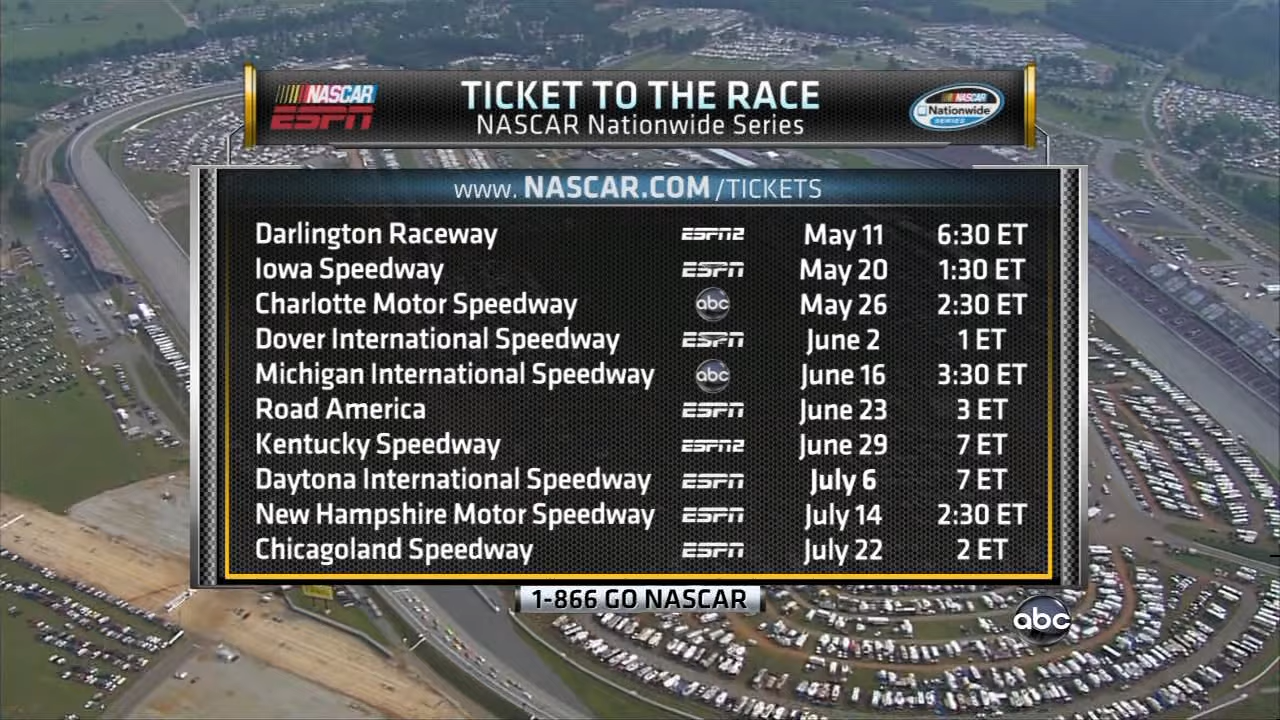 NASCAR
ESPN
TICKET TO THE RACE
NASCAR Nationwide Series
NASCAR
Nationwide
SERIES
www.NASCAR.COM/TICKETS
Darlington Raceway ESPN2 May 11 6:30 ET
Iowa Speedway ESPN May 20 1:30 ET
Charlotte Motor Speedway abc May 26 2:30 ET
Dover International Speedway ESPN June 2 1 ET
Michigan International Speedway abc June 16 3:30 ET
Road America ESPN June 23 3 ET
Kentucky Speedway ESPN2 June 29 7 ET
Daytona International Speedway ESPN July 6 7 ET
New Hampshire Motor Speedway ESPN July 14 2:30 ET
Chicagoland Speedway ESPN July 22 2 ET
1-866 GO NASCAR
abc